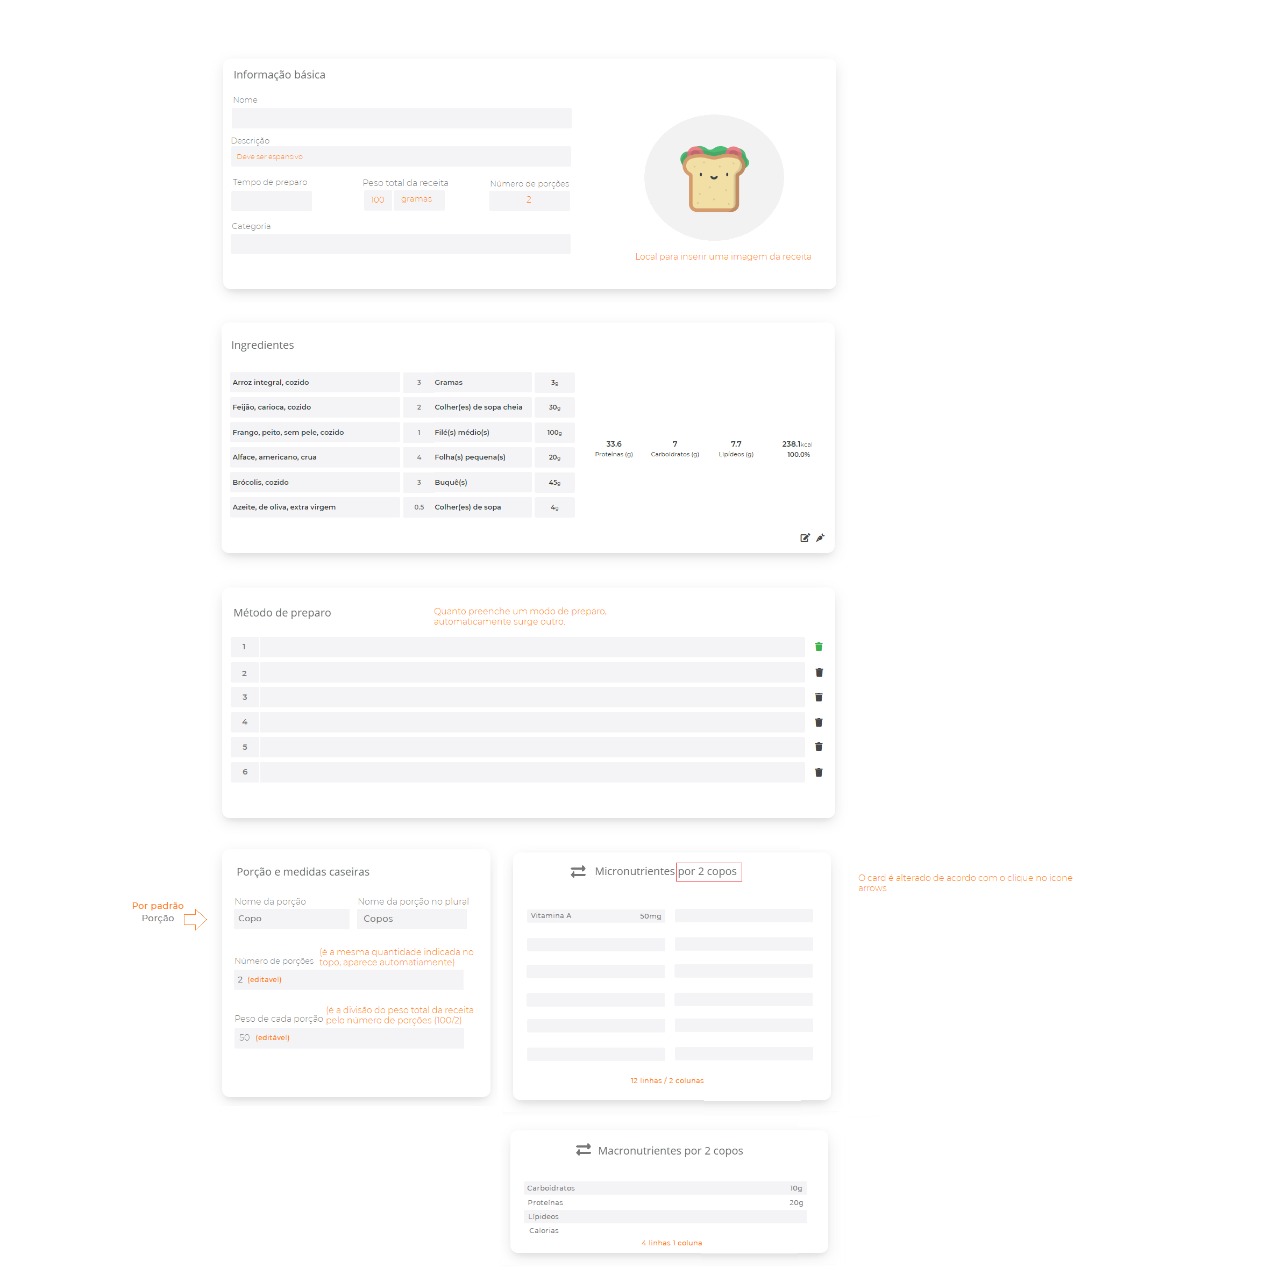 Informação básica
Nome
Descrição
Deve ser espansivo
Tempo de preparo
Peso total da receita
Número de porções
100
gramas
2
Categoria
Local para inserir uma imagem da receita
Ingredientes
Arroz integral, cozido 3 Gramas 3g
Feijão, carioca, cozido 2 Colher(es) de sopa cheia 30g
Frango, peito, sem pele, cozido 1 Filé(s) médio(s) 100g
Alface, americano, crua 4 Folha(s) pequena(s) 20g
Brócolis, cozido 3 Buquê(s) 45g
Azeite, de oliva, extra virgem 0.5 Colher(es) de sopa 4g
33.6 7 7.7 238.1kcal
Proteínas (g) Carboidratos (g) Lipídeos (g) 100.0%
Método de preparo
Quanto preenche um modo de preparo,
automaticamente surge outro,
1
2
3
4
5
6
Por padrão
Porção
Porção e medidas caseiras
Nome da porção
Nome da porção no plural
Copo
Copos
Número de porções
(é a mesma quantidade indicada no
topo, aparece automatiamente)
2 (editável)
Peso de cada porção
(é a divisão do peso total da receita
pelo número de porções (100/2)
50 (editável)
Micronutrientes por 2 copos
Vitamina A 50mg
12 linhas / 2 colunas
O caro é alterado de acordo com o clique no ícone
arrows
Macronutrientes por 2 copos
Carboidratos 10g
Proteínas 20g
Lipídeos
Calorias
4 linhas 1 coluna